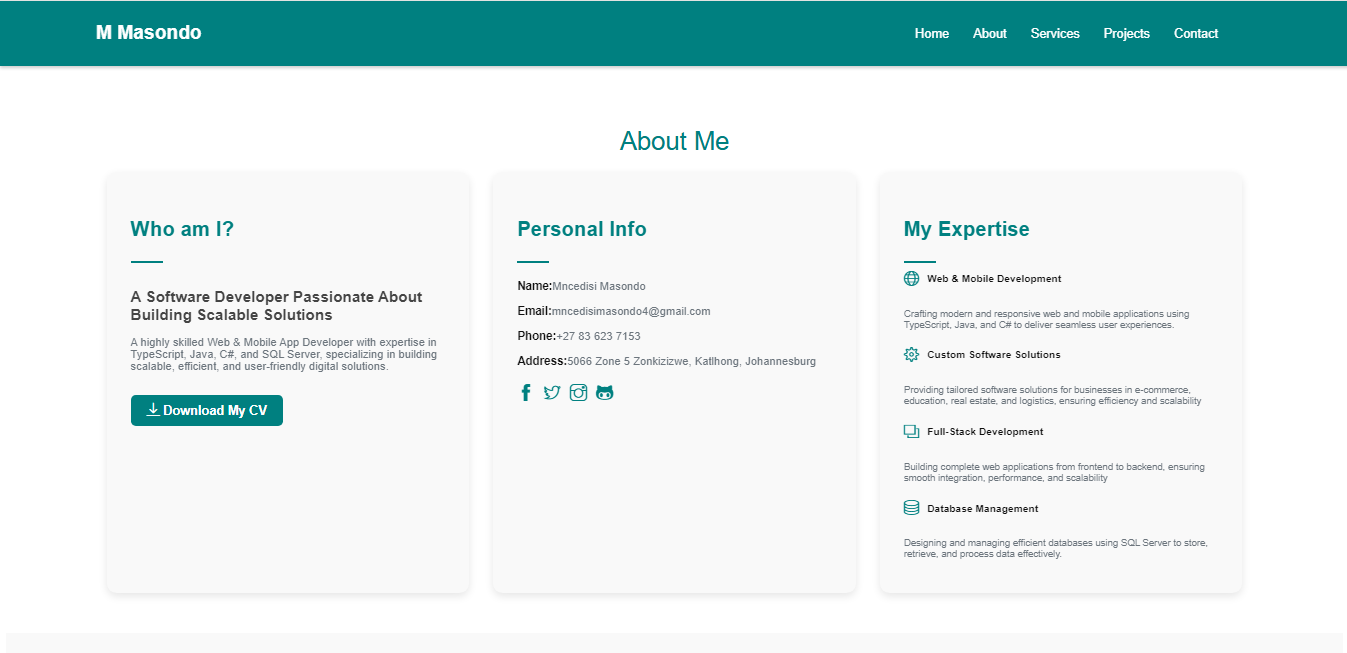 M Masondo
Home About Services Projects Contact
About Me
Who am I?
A Software Developer Passionate About
Building Scalable Solutions
A highly skilled Web & Mobile App Developer with expertise in
TypeScript, Java, C#, and SQL Server, specializing in building
scalable, efficient, and user-friendly digital solutions.
Download My CV
Personal Info
Name:Mncedisi Masondo
Email:mncedisimasondo4@gmail.com
Phone:+27 83 623 7153
Address:5066 Zone 5 Zonkizizwe, Katlhong, Johannesburg
My Expertise
Web & Mobile Development
Crafting modern and responsive web and mobile applications using
TypeScript, Java, and C# to deliver seamless user experiences.
Custom Software Solutions
Providing tailored software solutions for businesses in e-commerce,
education, real estate, and logistics, ensuring efficiency and scalability
Full-Stack Development
Building complete web applications from frontend to backend, ensuring
smooth integration, performance, and scalability
Database Management
Designing and managing efficient databases using SQL Server to store,
retrieve, and process data effectively.